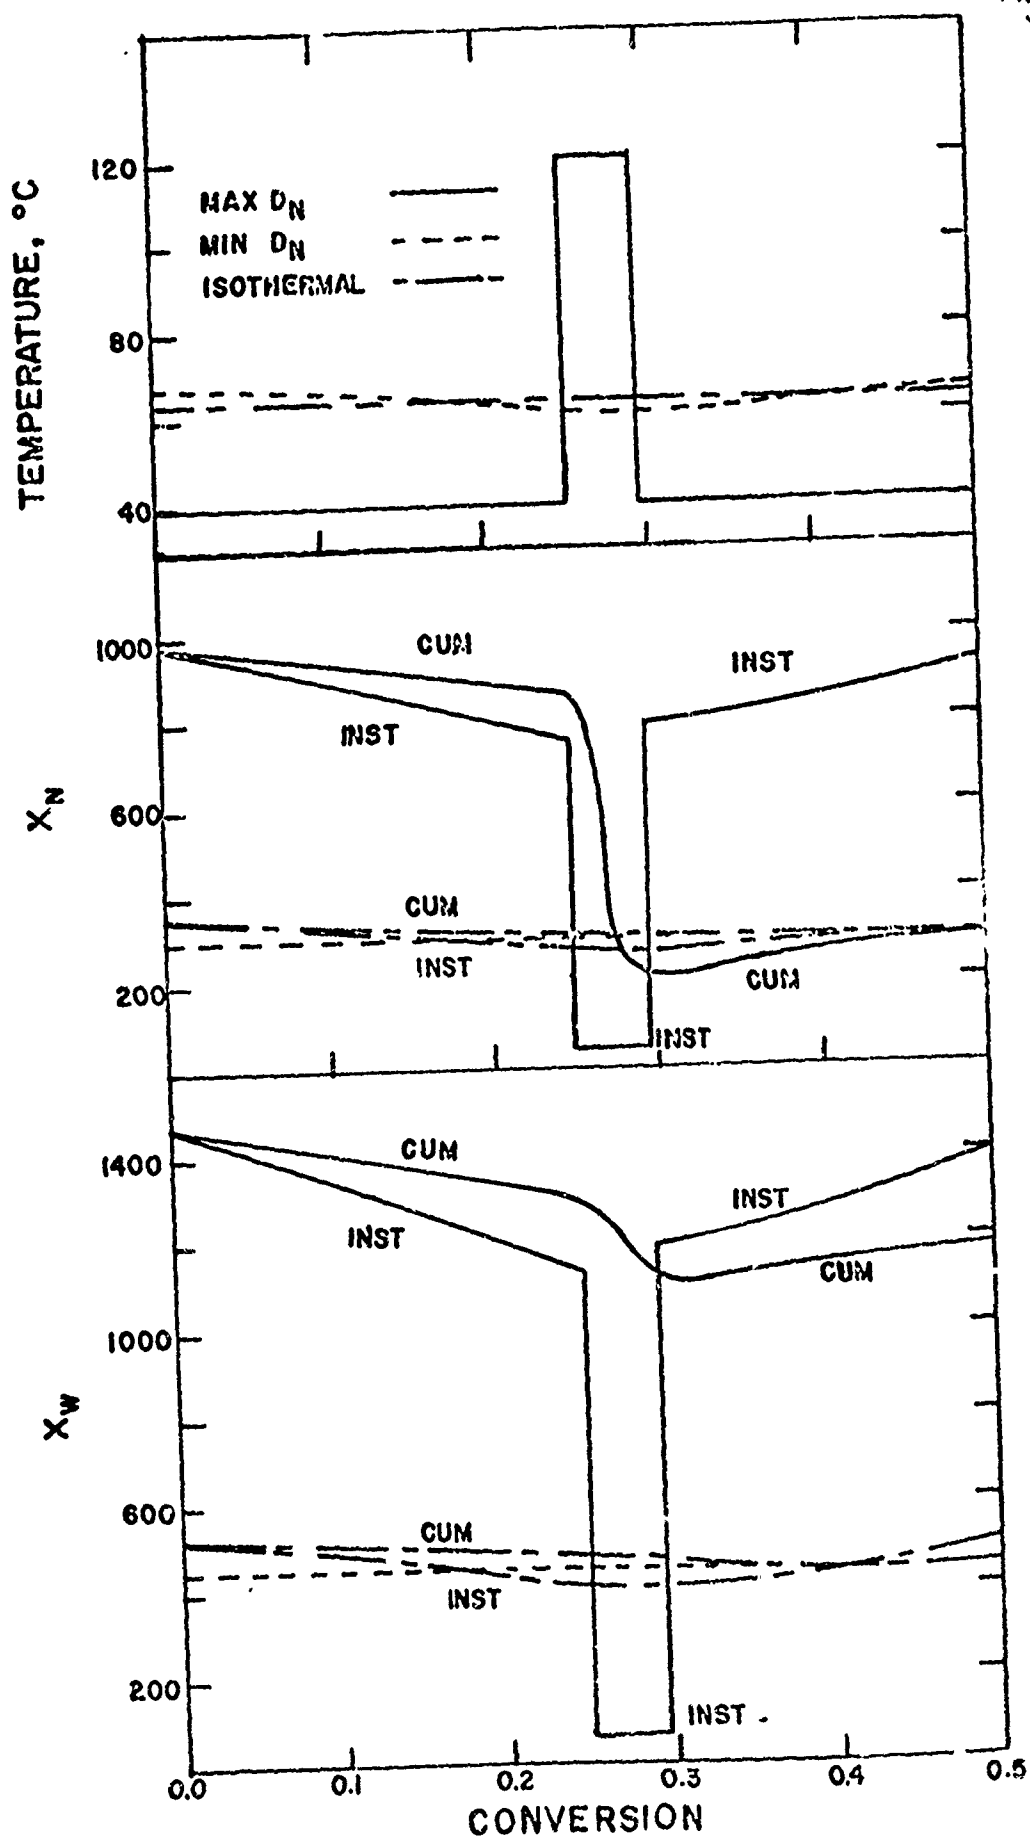 TEMPERATURE, °C
120
80
40
MAX DN
MIN DN
ISOTHERMAL
XN
1000
600
200
CUM
INST
INST
CUM
INST
CUM
INST
XW
1400
1000
600
200
CUM
INST
INST
CUM
CUM
INST
INST
0.0 0.1 0.2 0.3 0.4 0.5
CONVERSION